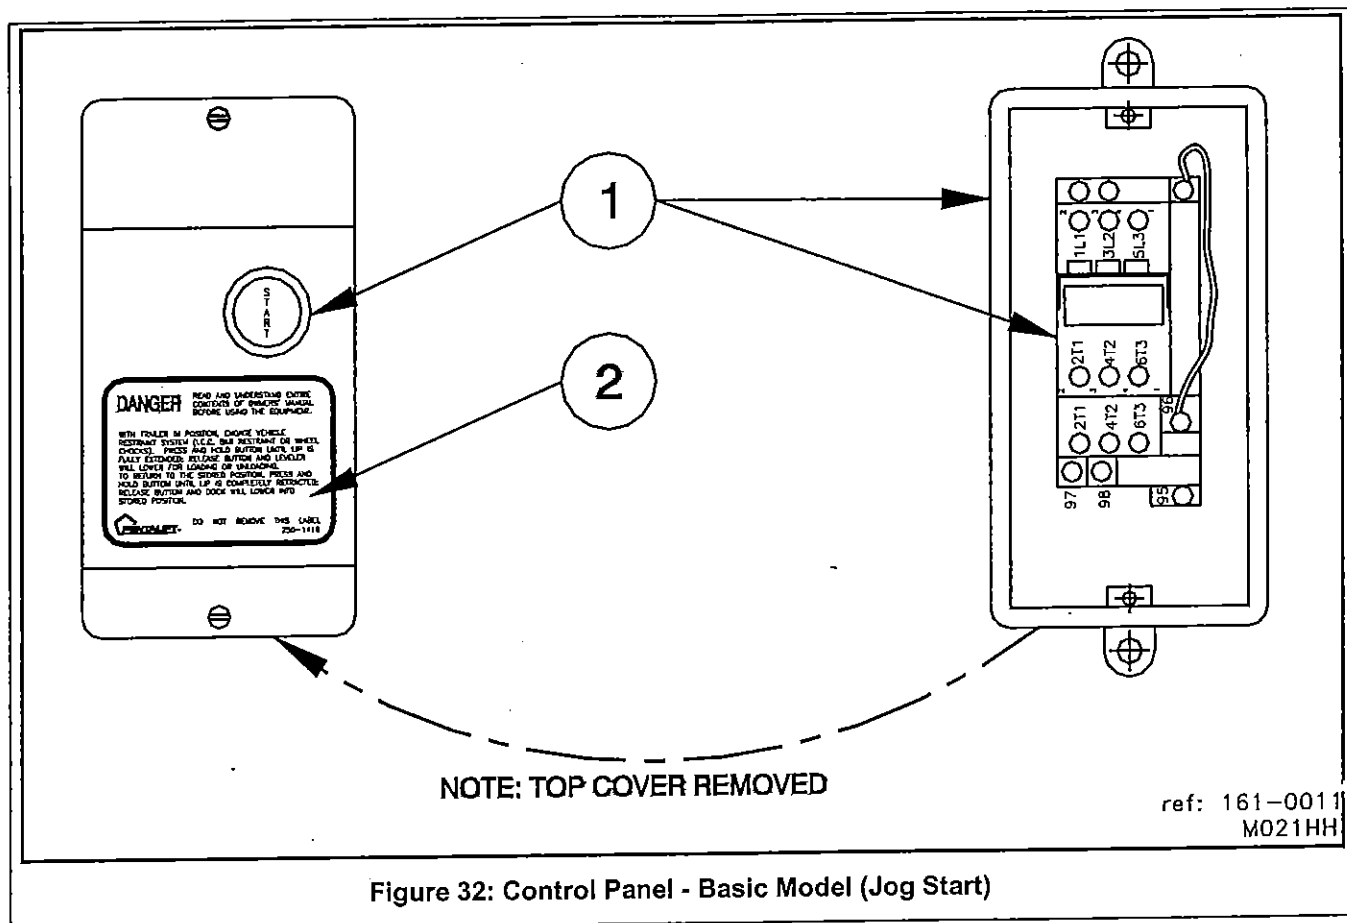 START
DANGER
READ AND UNDERSTAND ENTIRE
CONTENTS OF OWNERS' MANUAL
BEFORE USING THE EQUIPMENT.
WITH TRAILER IN POSITION, ENGAGE VEHICLE
RESTRAINT SYSTEM (I.C.C. BAR RESTRAINT OR WHEEL
CHOCKS). PRESS AND HOLD BUTTON UNTIL LIP IS
FULLY EXTENDED; RELEASE BUTTON AND LEVELER
WILL LOWER FOR LOADING OR UNLOADING.
TO RETURN TO THE STORED POSITION, PRESS AND
HOLD BUTTON UNTIL LIP IS COMPLETELY RETRACTED;
RELEASE BUTTON AND DOCK WILL LOWER INTO
STORED POSITION.
PENTALIFT
DO NOT REMOVE THIS LABEL
1
2
1L1 3L2 5L3
2T1 4T2 6T3
96
2T1 4T2 6T3
97 98 95
NOTE: TOP COVER REMOVED
ref: 161-0011
M021HH
Figure 32: Control Panel - Basic Model (Jog Start)